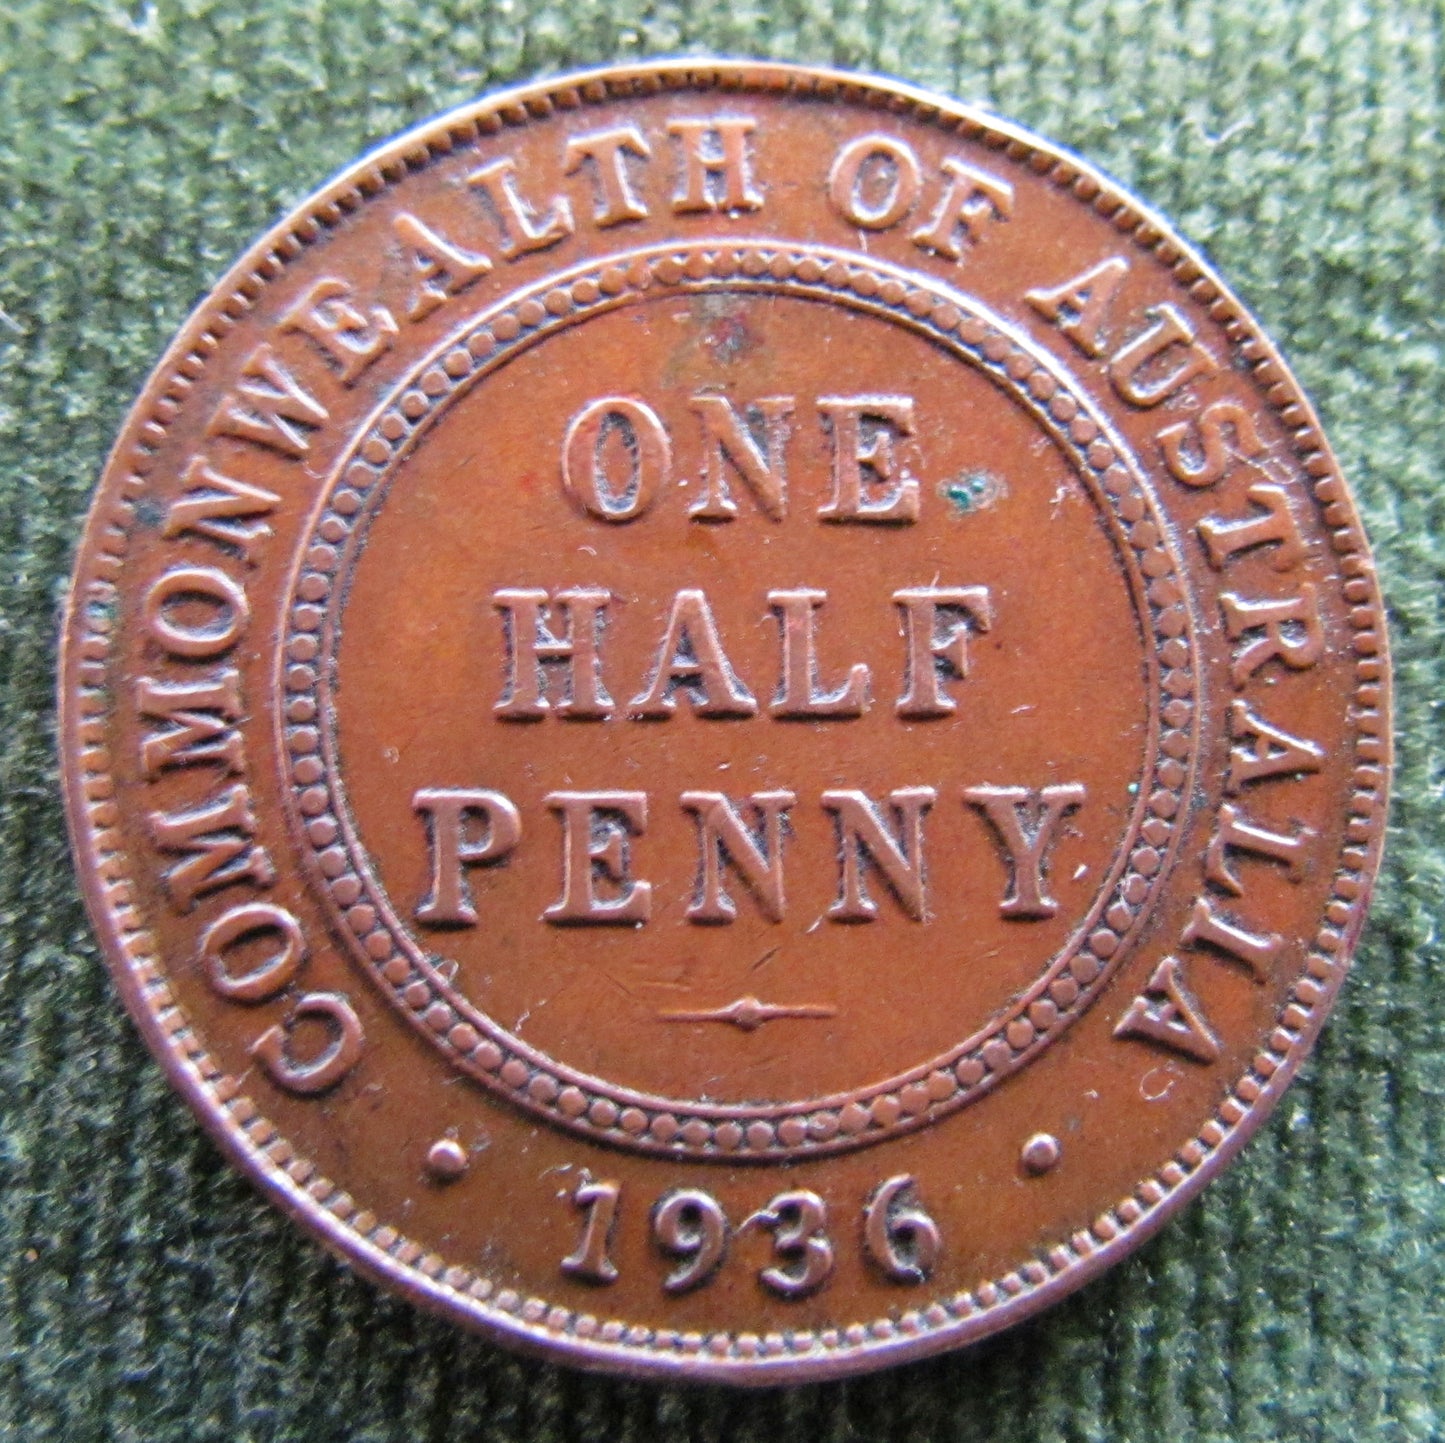 COMMONWEALTH OF AUSTRALIA
ONE
HALF
PENNY
1936